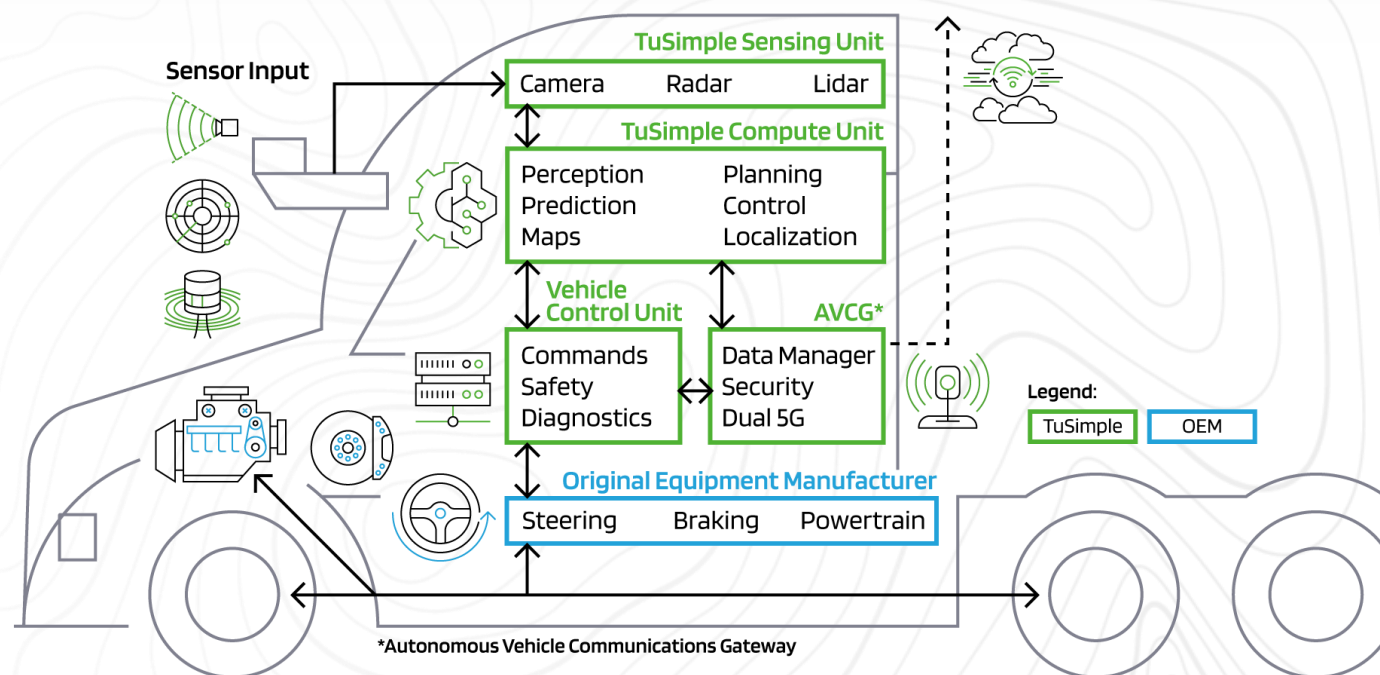 TuSimple Sensing Unit
Sensor Input
Camera Radar Lidar
TuSimple Compute Unit
Perception Planning
Prediction Control
Maps Localization
Vehicle
Control Unit
AVCG*
Commands
Safety
Diagnostics
Data Manager
Security
Dual 5G
Legend:
TuSimple OEM
Original Equipment Manufacturer
Steering Braking Powertrain
*Autonomous Vehicle Communications Gateway